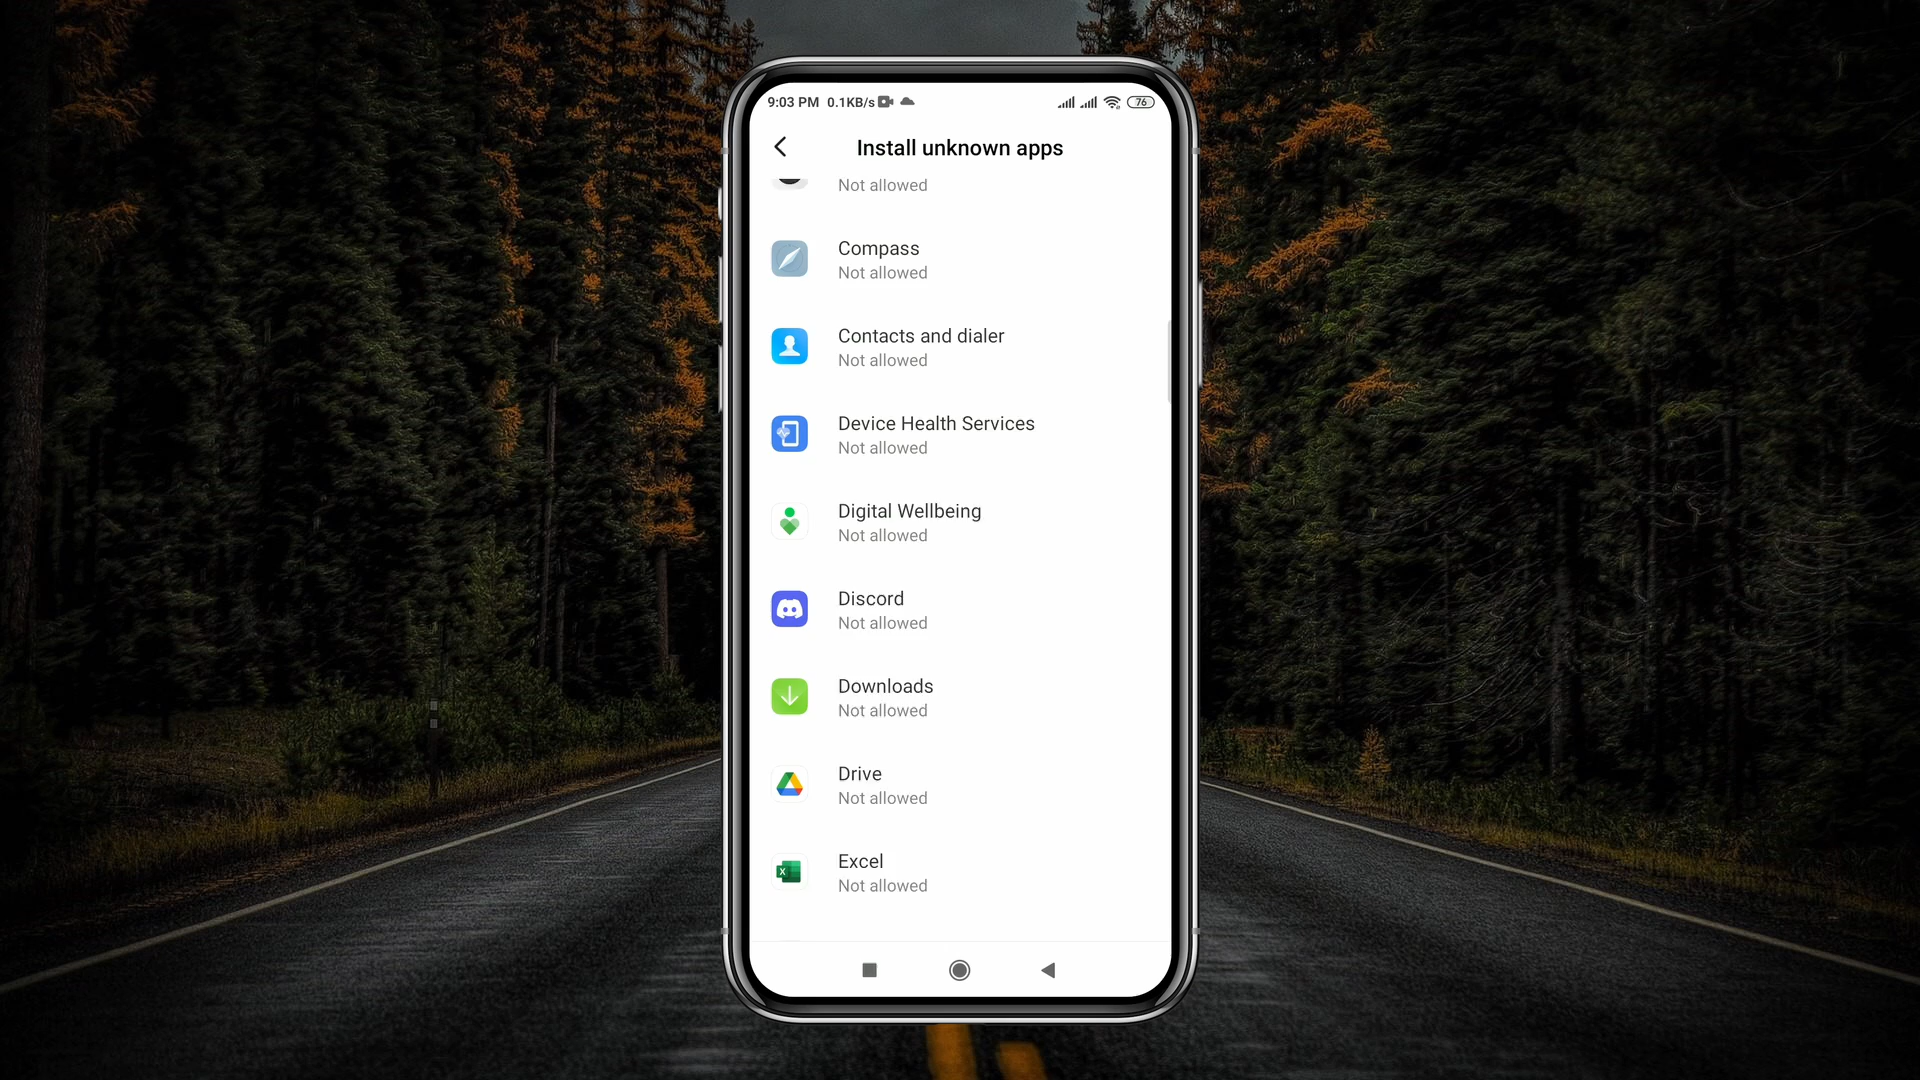 9:03 PM 0.1KB/s 76
Install unknown apps
Not allowed
Compass
Not allowed
Contacts and dialer
Not allowed
Device Health Services
Not allowed
Digital Wellbeing
Not allowed
Discord
Not allowed
Downloads
Not allowed
Drive
Not allowed
Excel
Not allowed